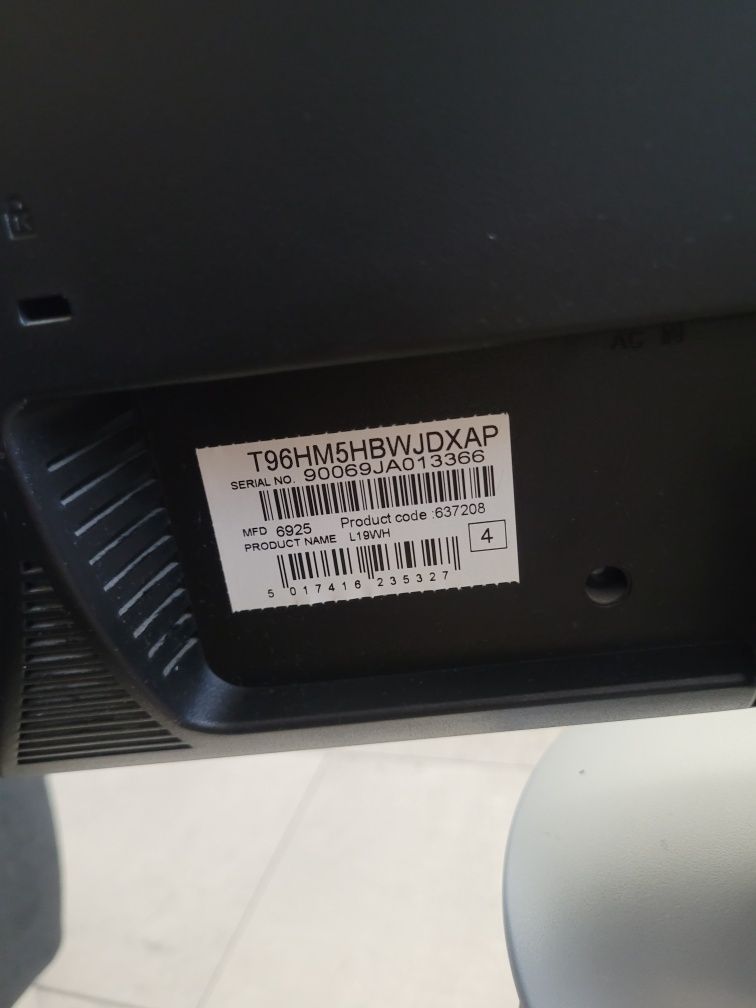 AC IN
T96HM5HBWJDXAP
SERIAL NO. 90069JA013366
MFD 6925 Product code :637208
PRODUCT NAME L19WH
4
5 017416 235327